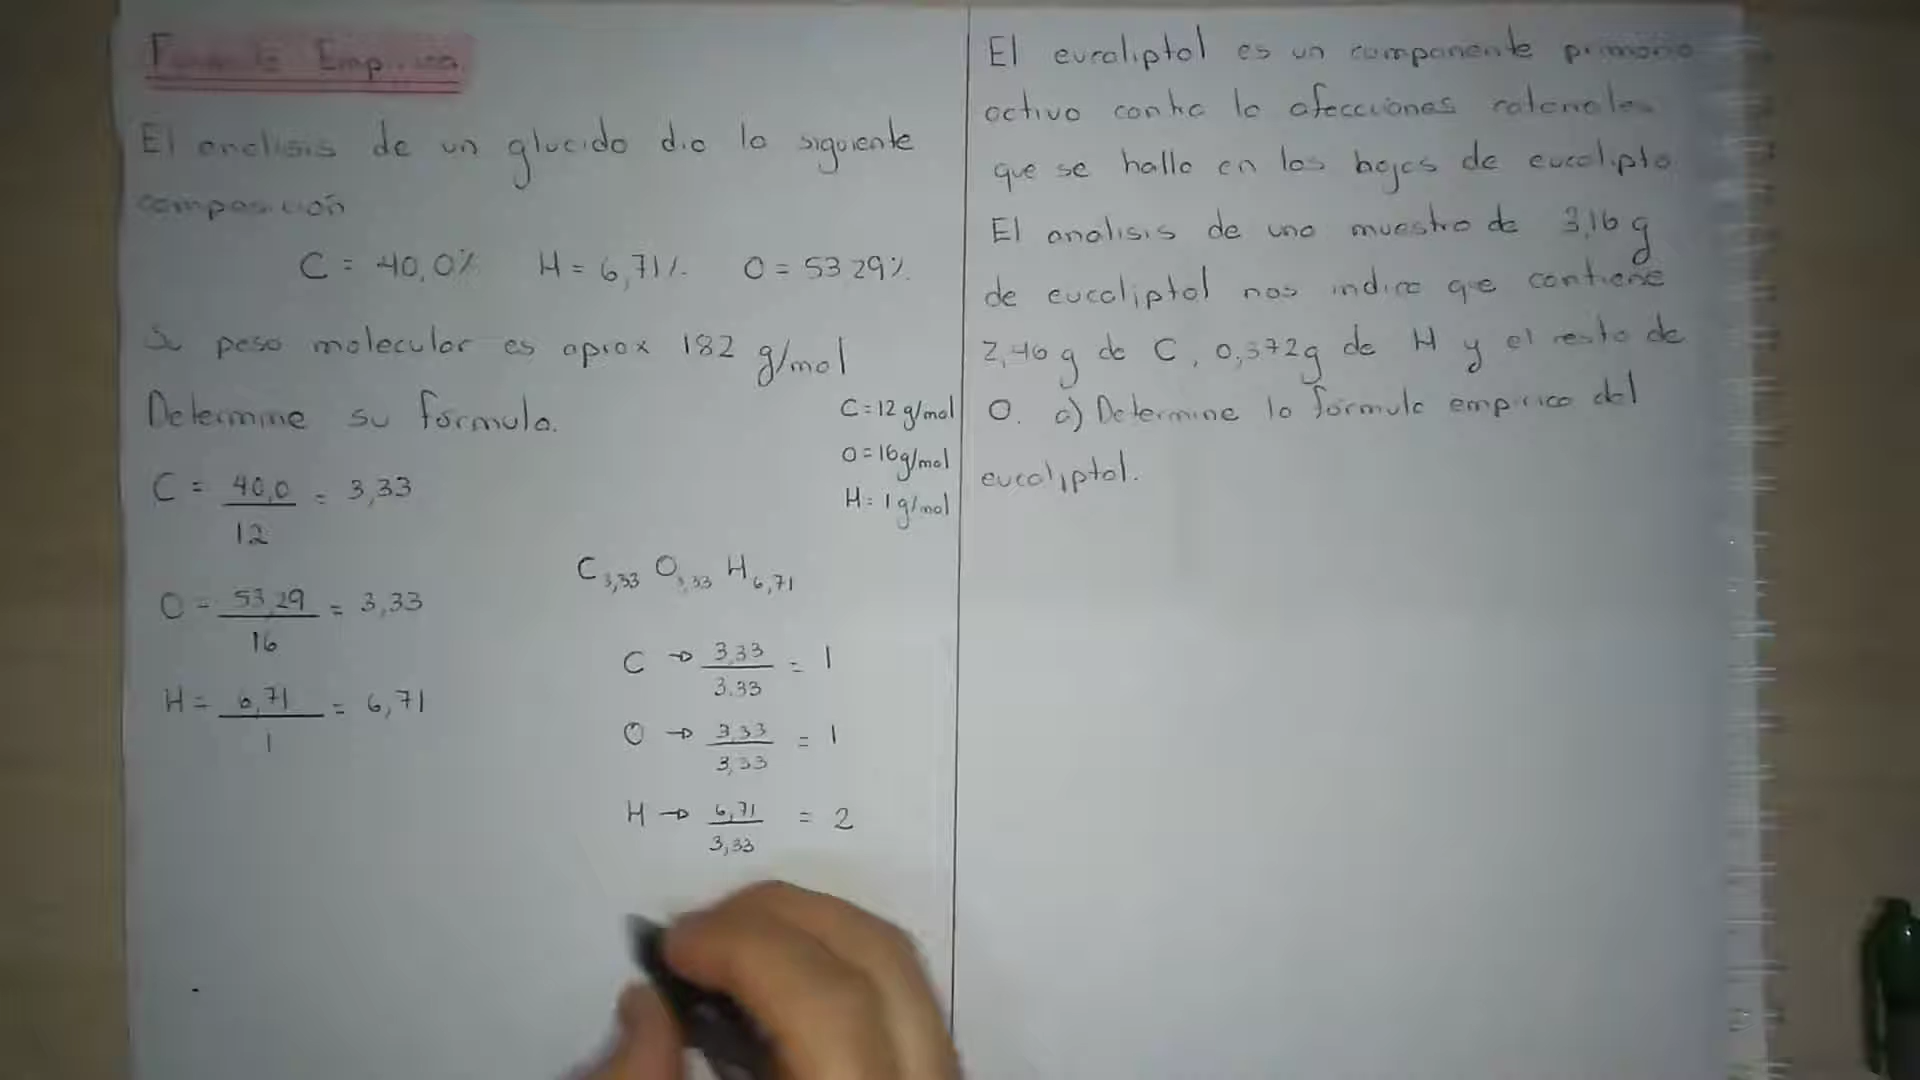 Formula Empirica
El analisis de un glucido dio la siguiente
composición
C = 40,0% H = 6,71% O = 53,29%
Su peso molecular es aprox 182 g/mol
Determine su fórmula.
C = 12 g/mol
O = 16 g/mol
H = 1 g/mol
C = 40,0 / 12 = 3,33
O = 53,29 / 16 = 3,33
H = 6,71 / 1 = 6,71
C3,33 O3,33 H6,71
C → 3,33 / 3.33 = 1
O → 3,33 / 3,33 = 1
H → 6,71 / 3,33 = 2
El eucaliptol es un componente primario
activo contra la afecciones
que se halla en las hojas de eucalipto
El analisis de una muestra de 3,16 g
de eucaliptol nos indica que contiene
2,46 g de C, 0,372g de H y el resto de
O. a) Determine la fórmula empirica del
eucaliptol.